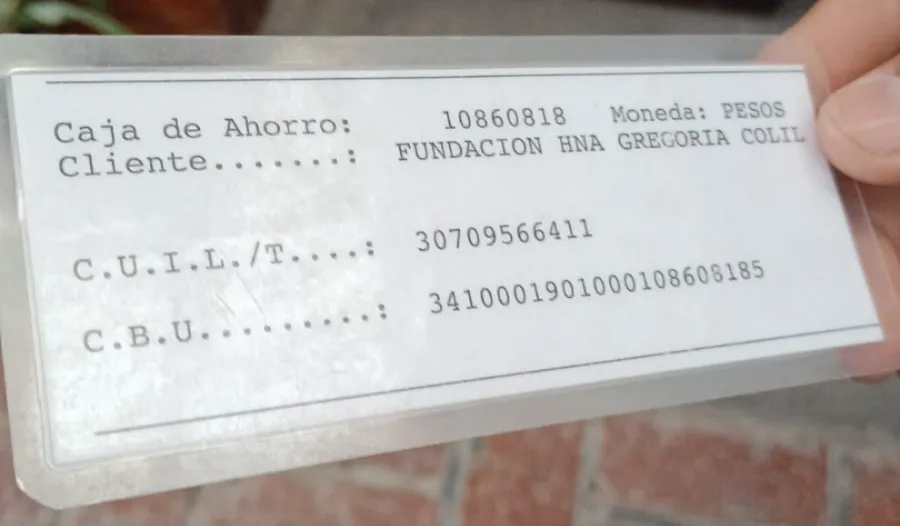 Caja de Ahorro: 10860818 Moneda: PESOS
Cliente.......: FUNDACION HNA GREGORIA COLIL
C.U.I.L./T....: 30709566411
C.B.U.........: 3410001901000108608185